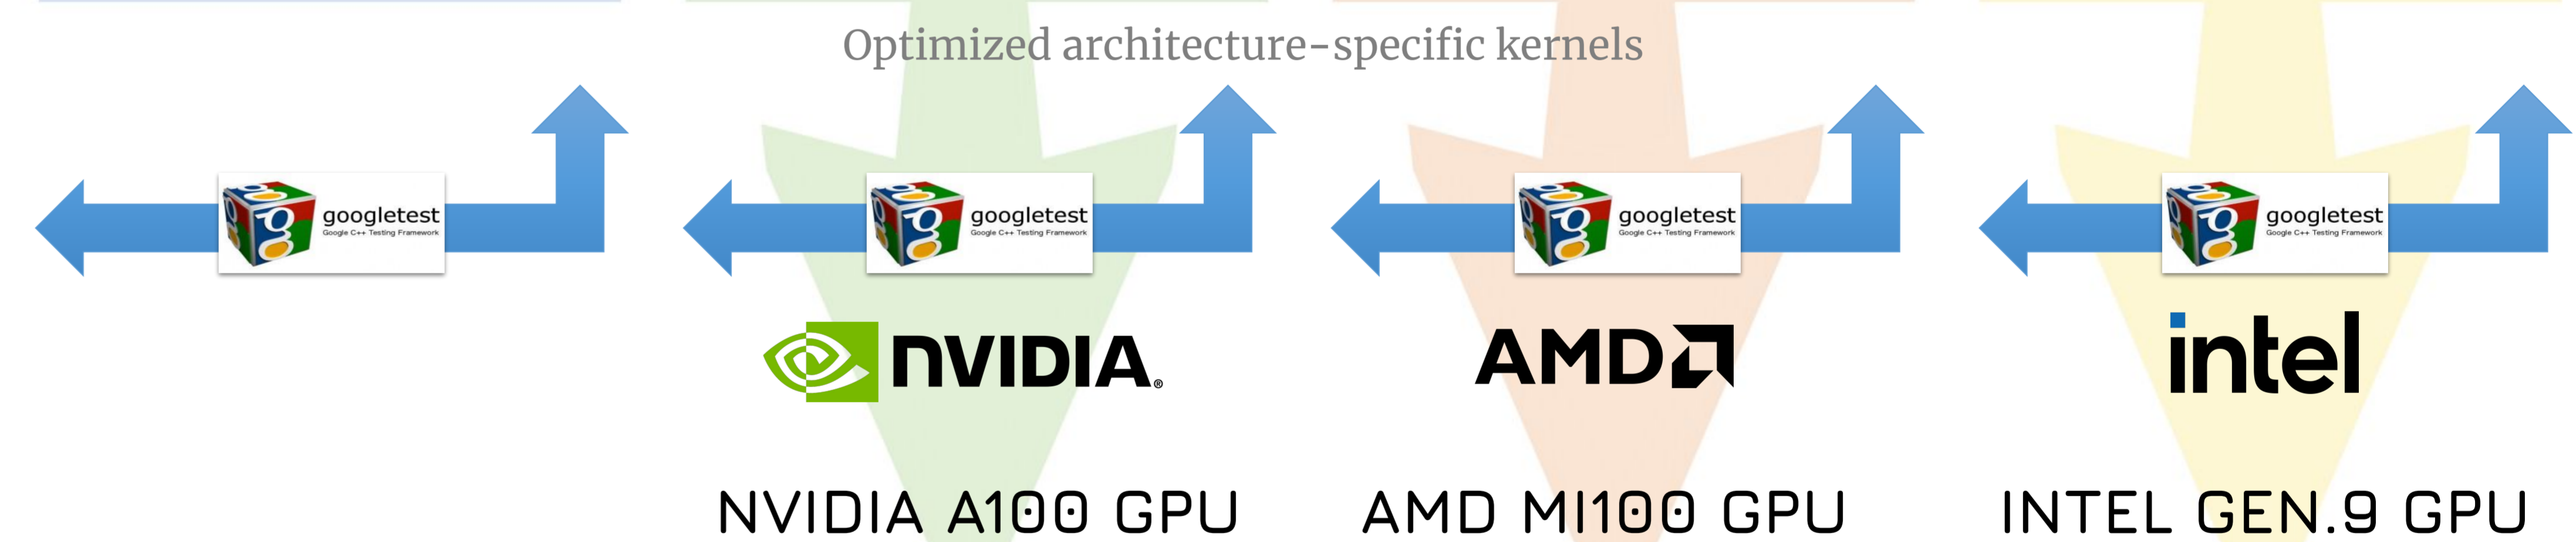 Optimized architecture-specific kernels
googletest
Google C++ Testing Framework
googletest
Google C++ Testing Framework
googletest
Google C++ Testing Framework
googletest
Google C++ Testing Framework
NVIDIA®
AMD
intel
NVIDIA A100 GPU
AMD MI100 GPU
INTEL GEN.9 GPU